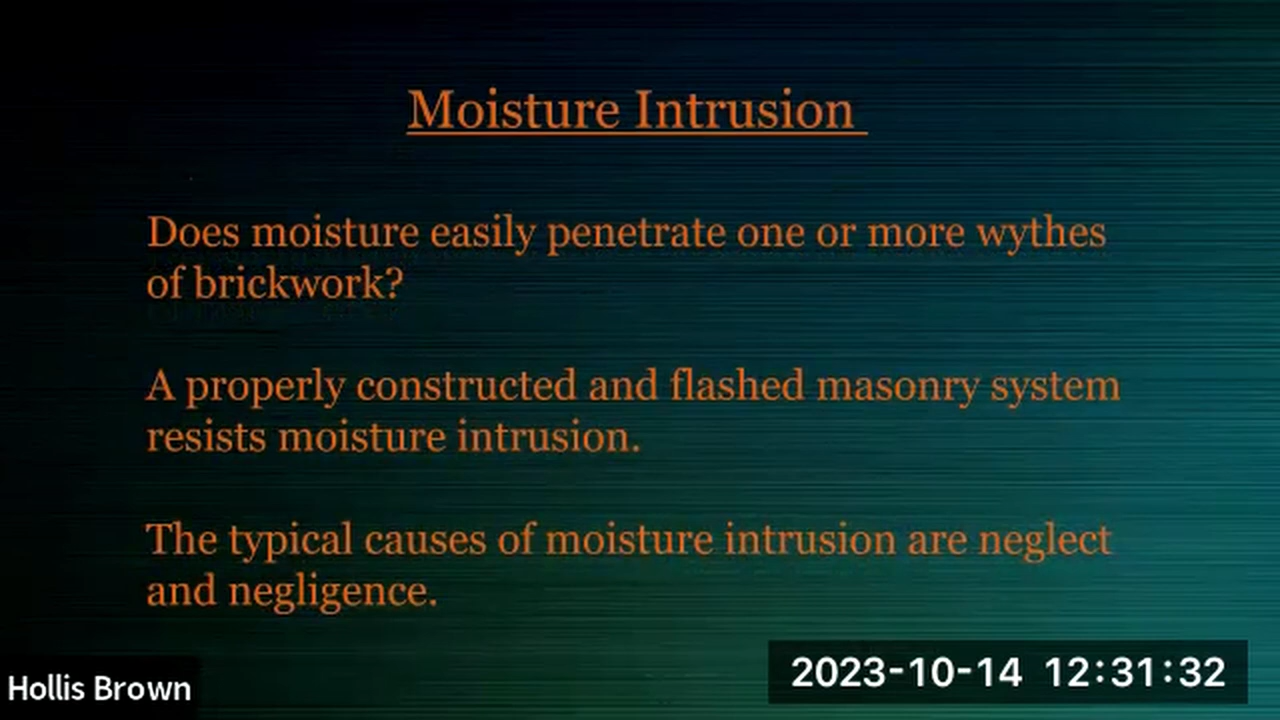 Moisture Intrusion
Does moisture easily penetrate one or more wythes
of brickwork?
A properly constructed and flashed masonry system
resists moisture intrusion.
The typical causes of moisture intrusion are neglect
and negligence.
Hollis Brown
2023-10-14 12:31:32